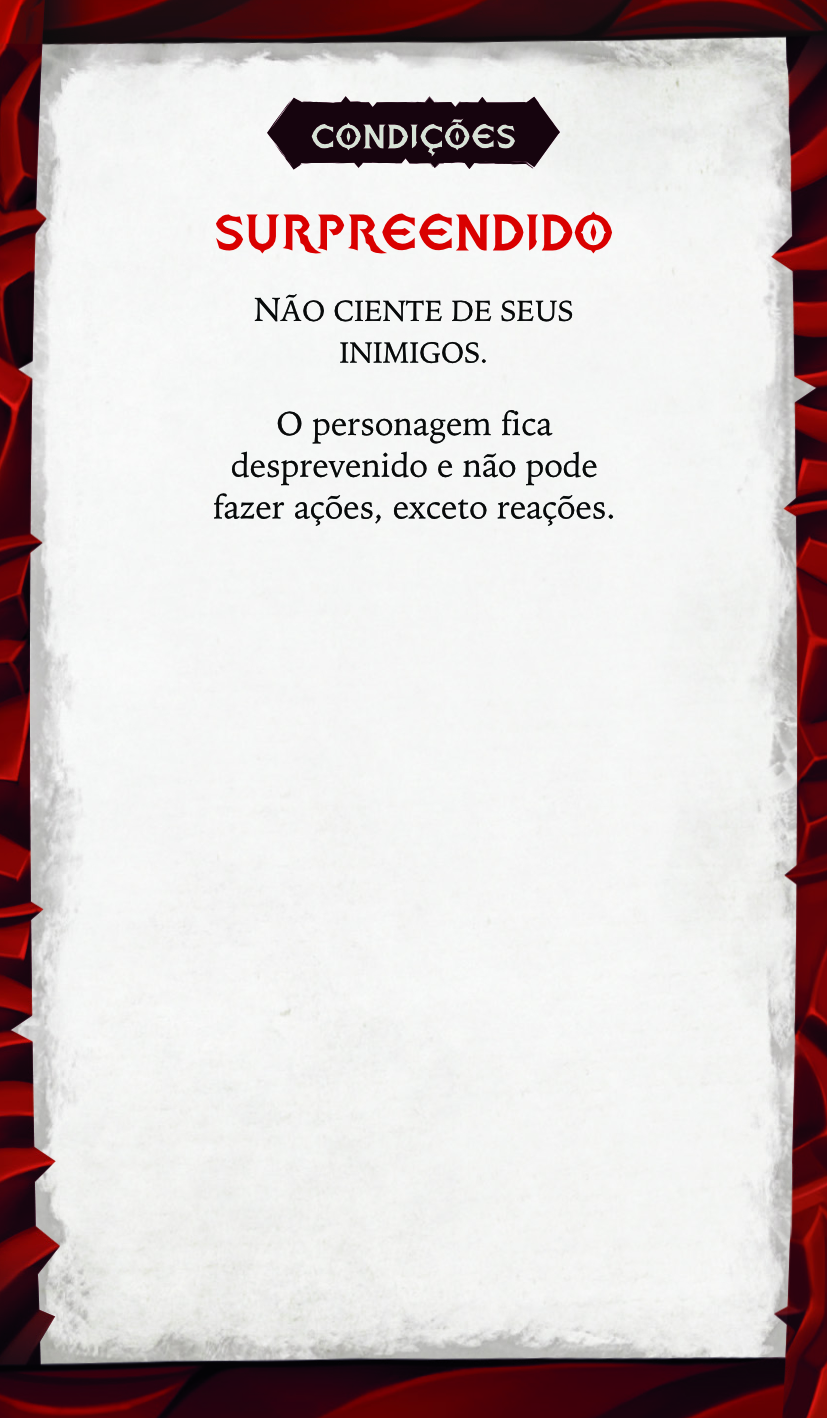 CONDIÇÕES
SURPREENDIDO
NÃO CIENTE DE SEUS
INIMIGOS.
O personagem fica
desprevenido e não pode
fazer ações, exceto reações.